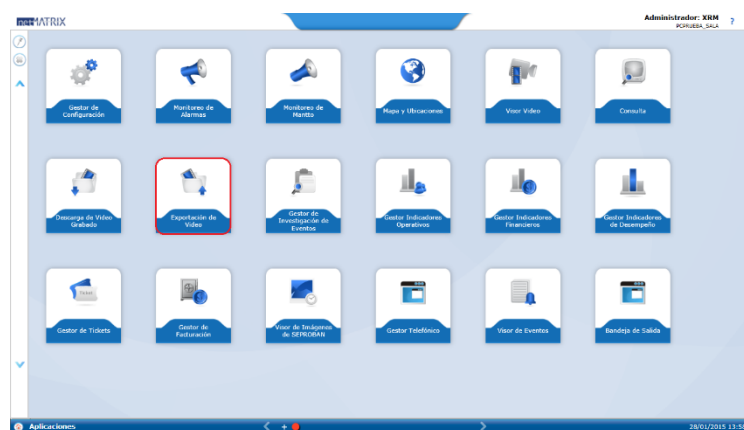 netMATRIX
Administrador: XRM
PCPRUEBA_SALA
?
Gestor de
Configuración
Monitoreo de
Alarmas
Monitoreo de
Mantto
Mapa y Ubicaciones
Visor Video
Consulta
Descarga de Video
Grabado
Exportación de
Video
Gestor de
Investigación de
Eventos
Gestor Indicadores
Operativos
Gestor Indicadores
Financieros
Gestor Indicadores
de Desempeño
Ticket
Gestor de Tickets
Gestor de
Facturación
Visor de Imágenes
de SEPROBAN
Gestor Telefónico
Visor de Eventos
Bandeja de Salida
Aplicaciones
+
28/01/2015 13:58